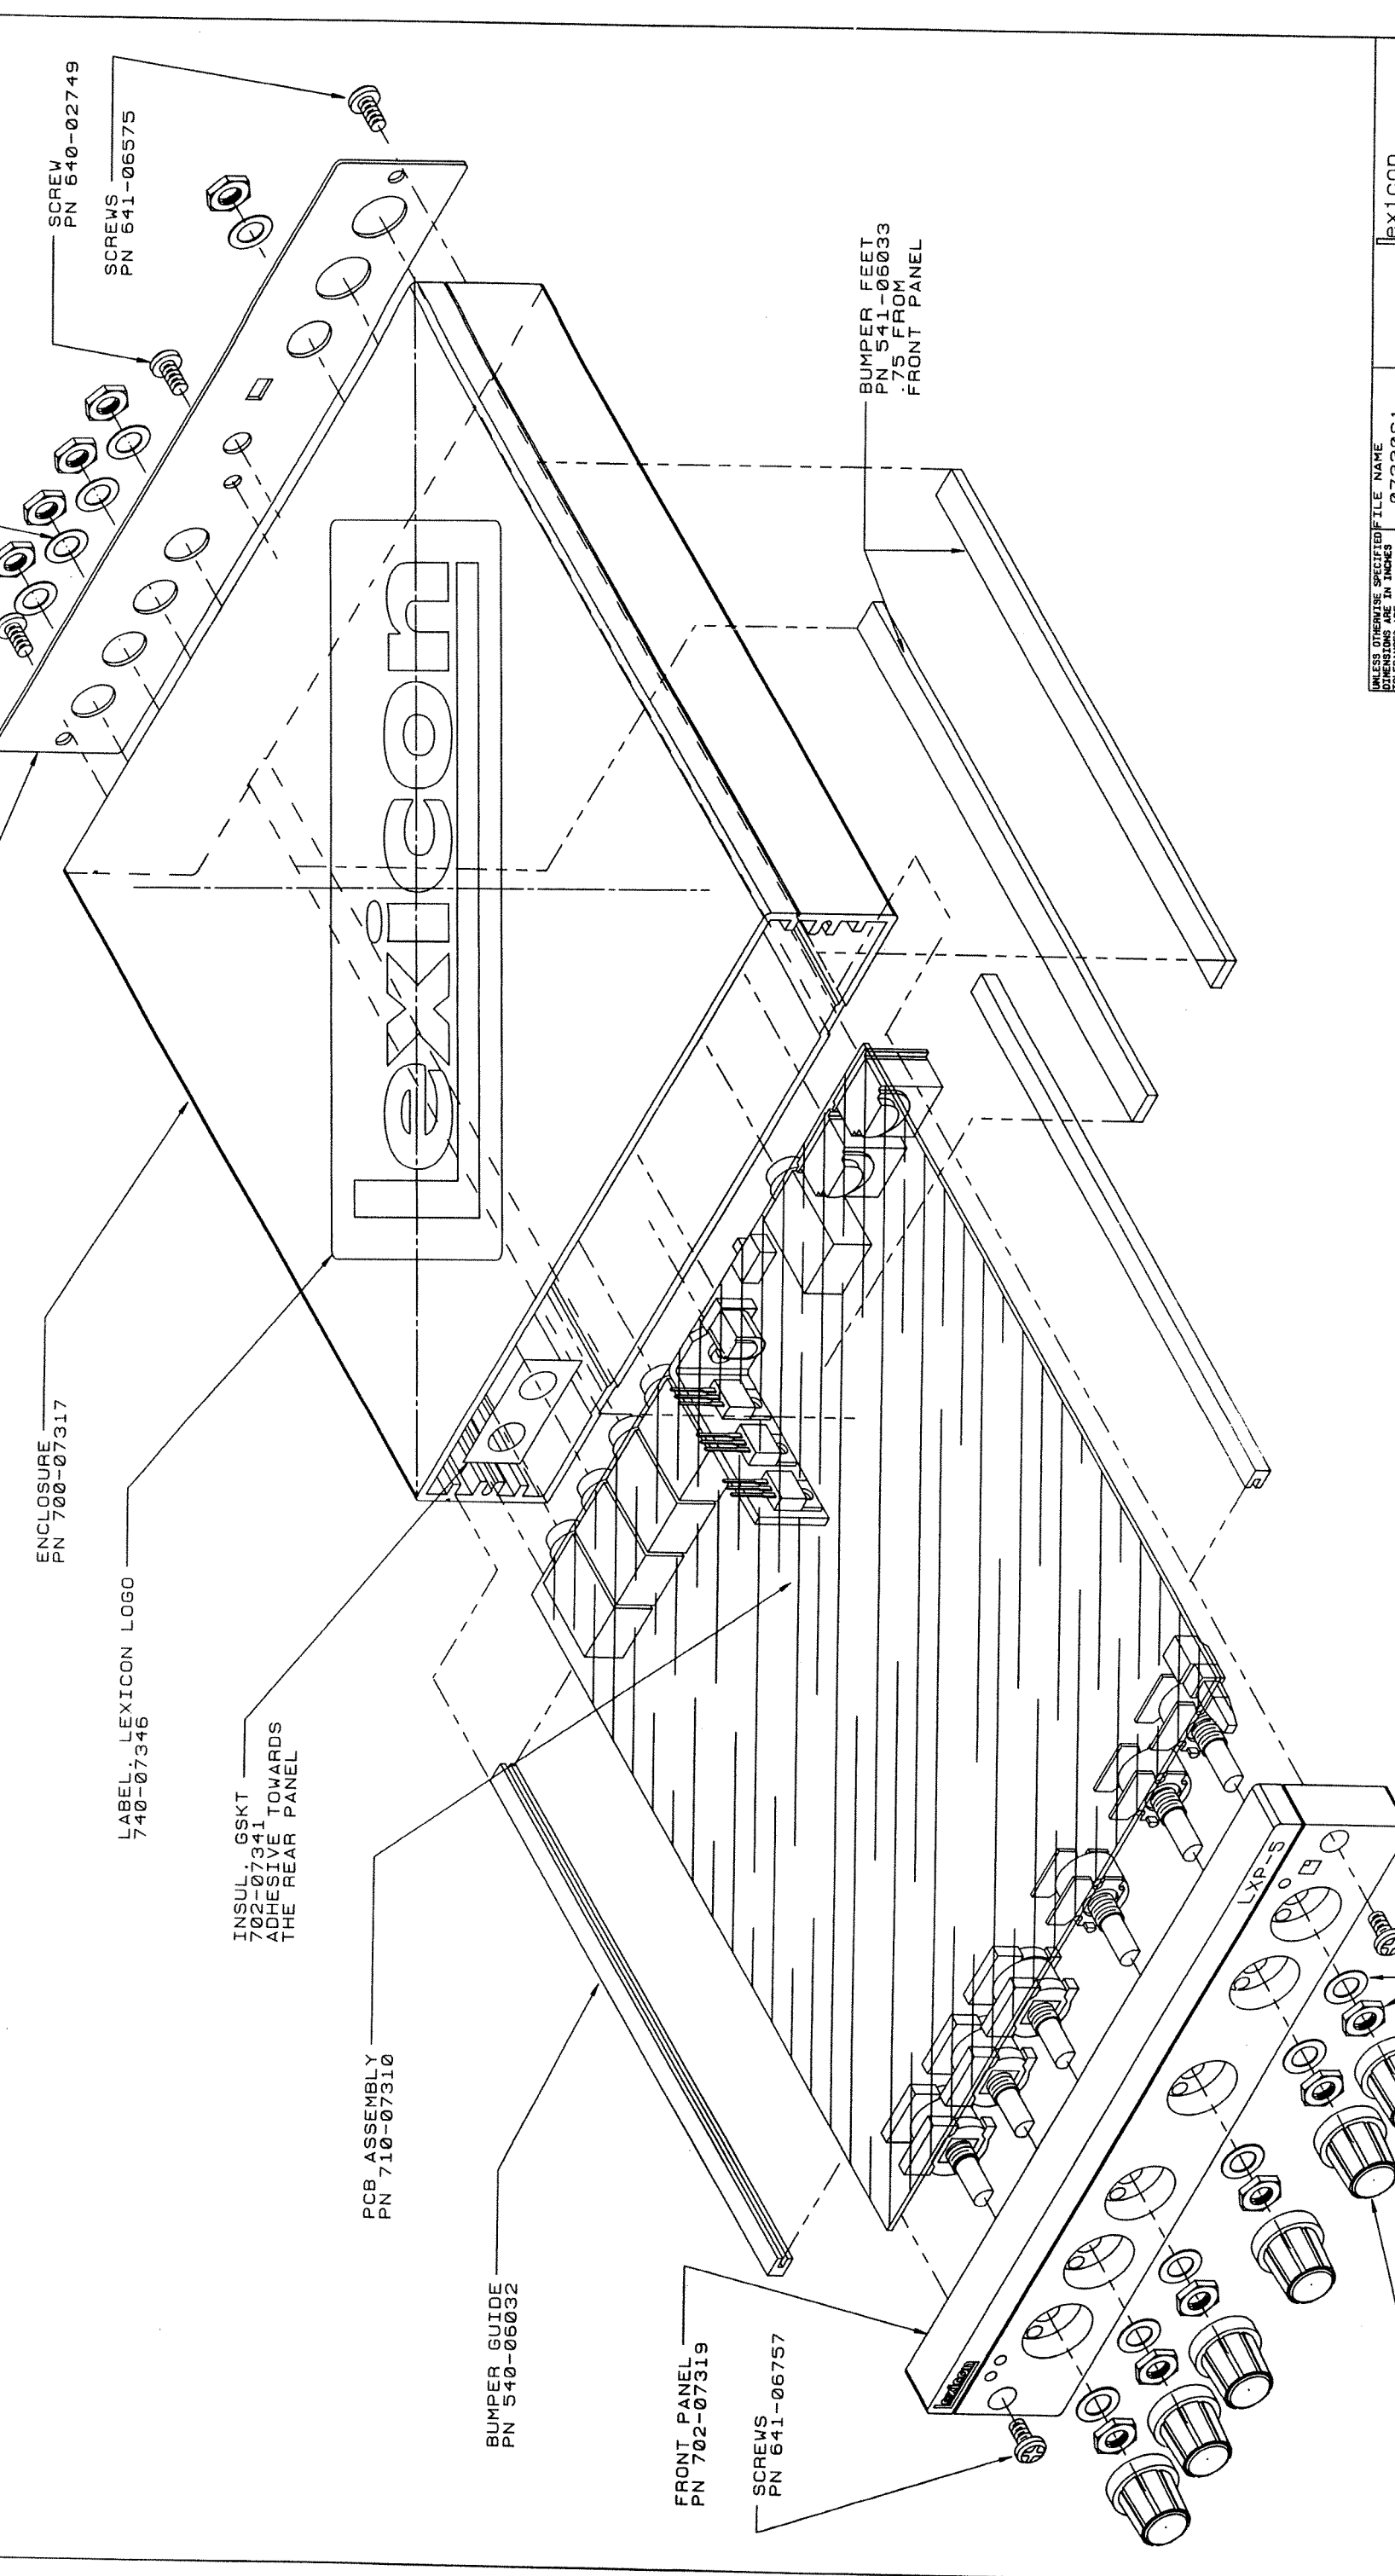 SCREW
PN 640-02749
SCREWS
PN 641-06575
BUMPER FEET
PN 541-06033
.75 FROM
FRONT PANEL
ENCLOSURE
PN 700-07317
LABEL, LEXICON LOGO
740-07346
Lexicon
INSUL, GSKT
702-07341
ADHESIVE TOWARDS
THE REAR PANEL
PCB ASSEMBLY
PN 710-07310
BUMPER GUIDE
PN 540-06032
FRONT PANEL
PN 702-07319
SCREWS
PN 641-06757
Lexicon
LXP-5
UNLESS OTHERWISE SPECIFIED
DIMENSIONS ARE IN INCHES
FILE NAME
lexicon